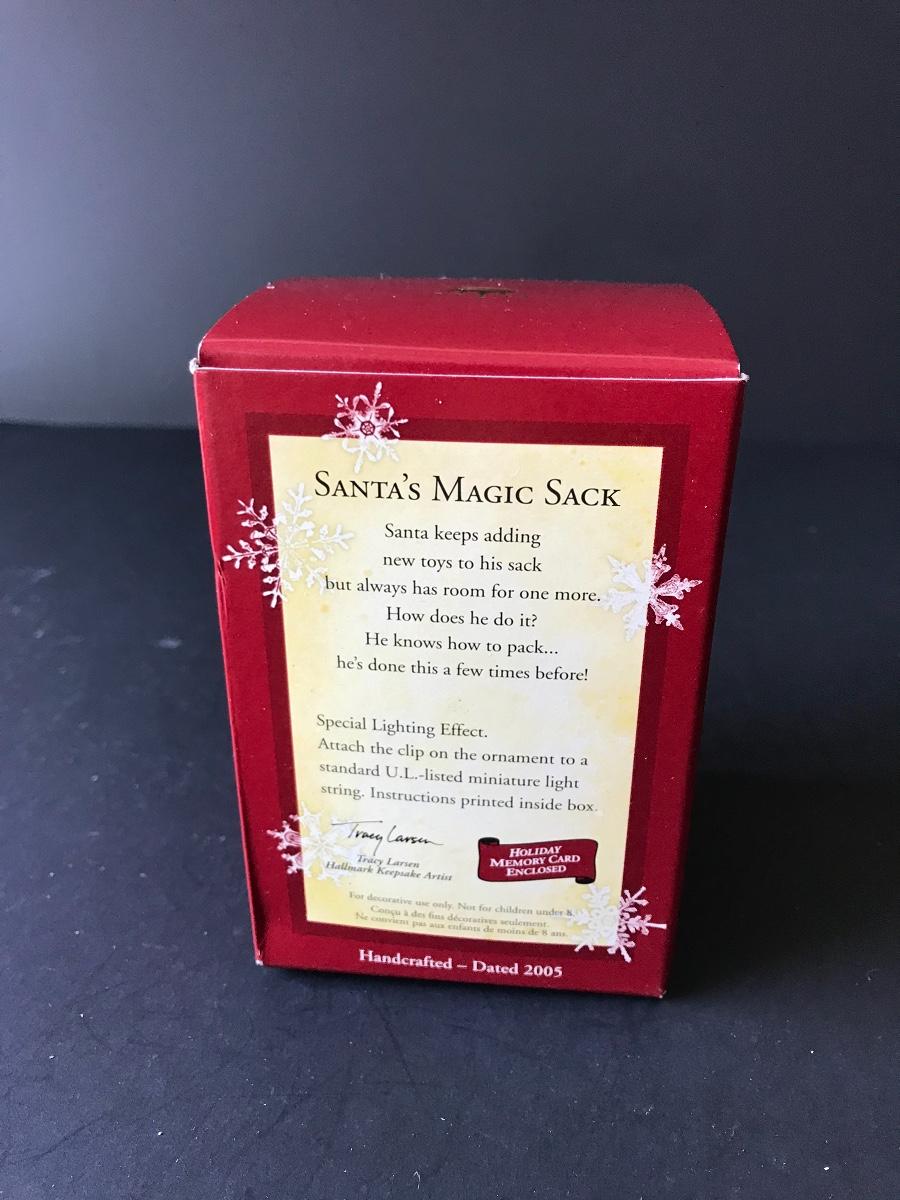 SANTA'S MAGIC SACK
Santa keeps adding
new toys to his sack
but always has room for one more.
How does he do it?
He knows how to pack...
he's done this a few times before!
Special Lighting Effect.
Attach the clip on the ornament to a
standard U.L.-listed miniature light
string. Instructions printed inside box.
Tracy Larsen
Tracy Larsen
Hallmark Keepsake Artist
HOLIDAY
MEMORY CARD
ENCLOSED
For decorative use only. Not for children under 8.
Conçu à des fins décoratives seulement.
Ne convient pas aux enfants de moins de 8 ans.
Handcrafted – Dated 2005